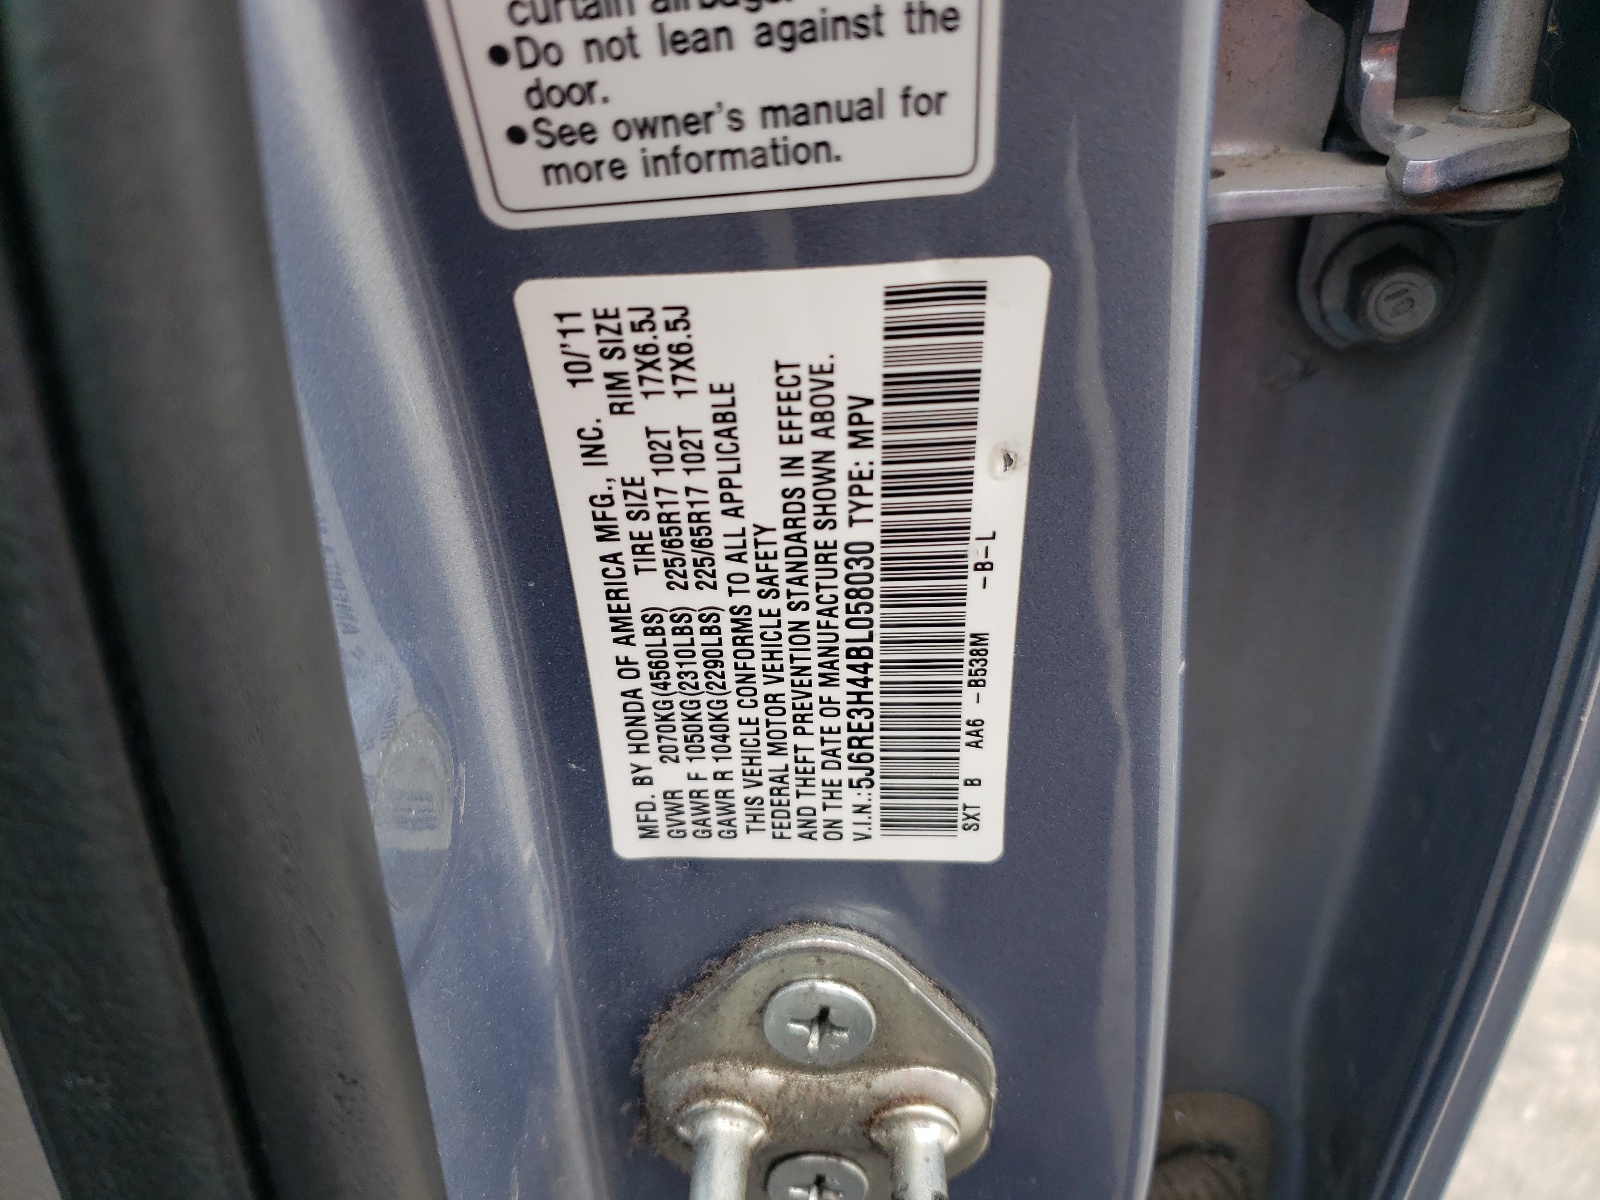 curtain airbags.
•Do not lean against the
door.
•See owner's manual for
more information.
MFD. BY HONDA OF AMERICA MFG., INC. 10/'11
GVWR 2070KG(4560LBS) TIRE SIZE RIM SIZE
GAWR F 1050KG(2310LBS) 225/65R17 102T 17X6.5J
GAWR R 1040KG(2290LBS) 225/65R17 102T 17X6.5J
THIS VEHICLE CONFORMS TO ALL APPLICABLE
FEDERAL MOTOR VEHICLE SAFETY
AND THEFT PREVENTION STANDARDS IN EFFECT
ON THE DATE OF MANUFACTURE SHOWN ABOVE.
V.I.N.: 5J6RE3H44BL058030 TYPE: MPV
SXT B AA6 -B538M -B-L
10